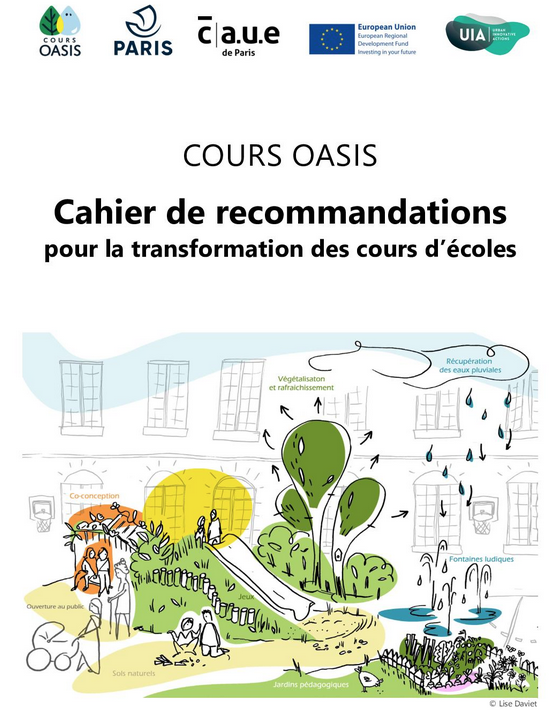 COURS
OASIS
PARIS
c|a.u.e
de Paris
European Union
European Regional
Development Fund
Investing in your future
UIA
URBAN
INNOVATIVE
ACTIONS
COURS OASIS
Cahier de recommandations
pour la transformation des cours d’écoles
Récupération
des eaux pluviales
Végétalisaton
et rafraichissement
Co-conception
Fontaines ludiques
Jeux
Ouverture au public
Sols naturels
Jardins pédagogiques
© Lise Daviet